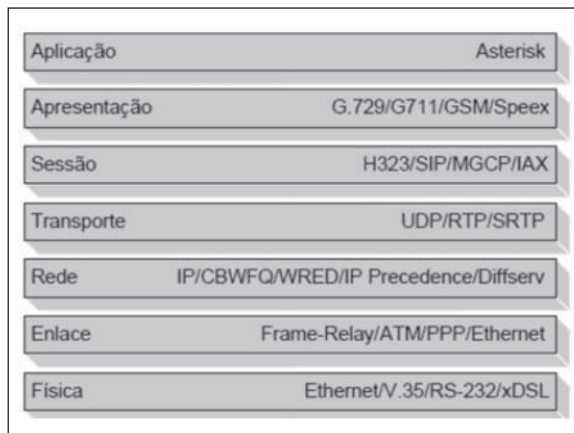 Aplicação Asterisk
Apresentação G.729/G711/GSM/Speex
Sessão H323/SIP/MGCP/IAX
Transporte UDP/RTP/SRTP
Rede IP/CBWFQ/WRED/IP Precedence/Diffserv
Enlace Frame-Relay/ATM/PPP/Ethernet
Física Ethernet/V.35/RS-232/xDSL